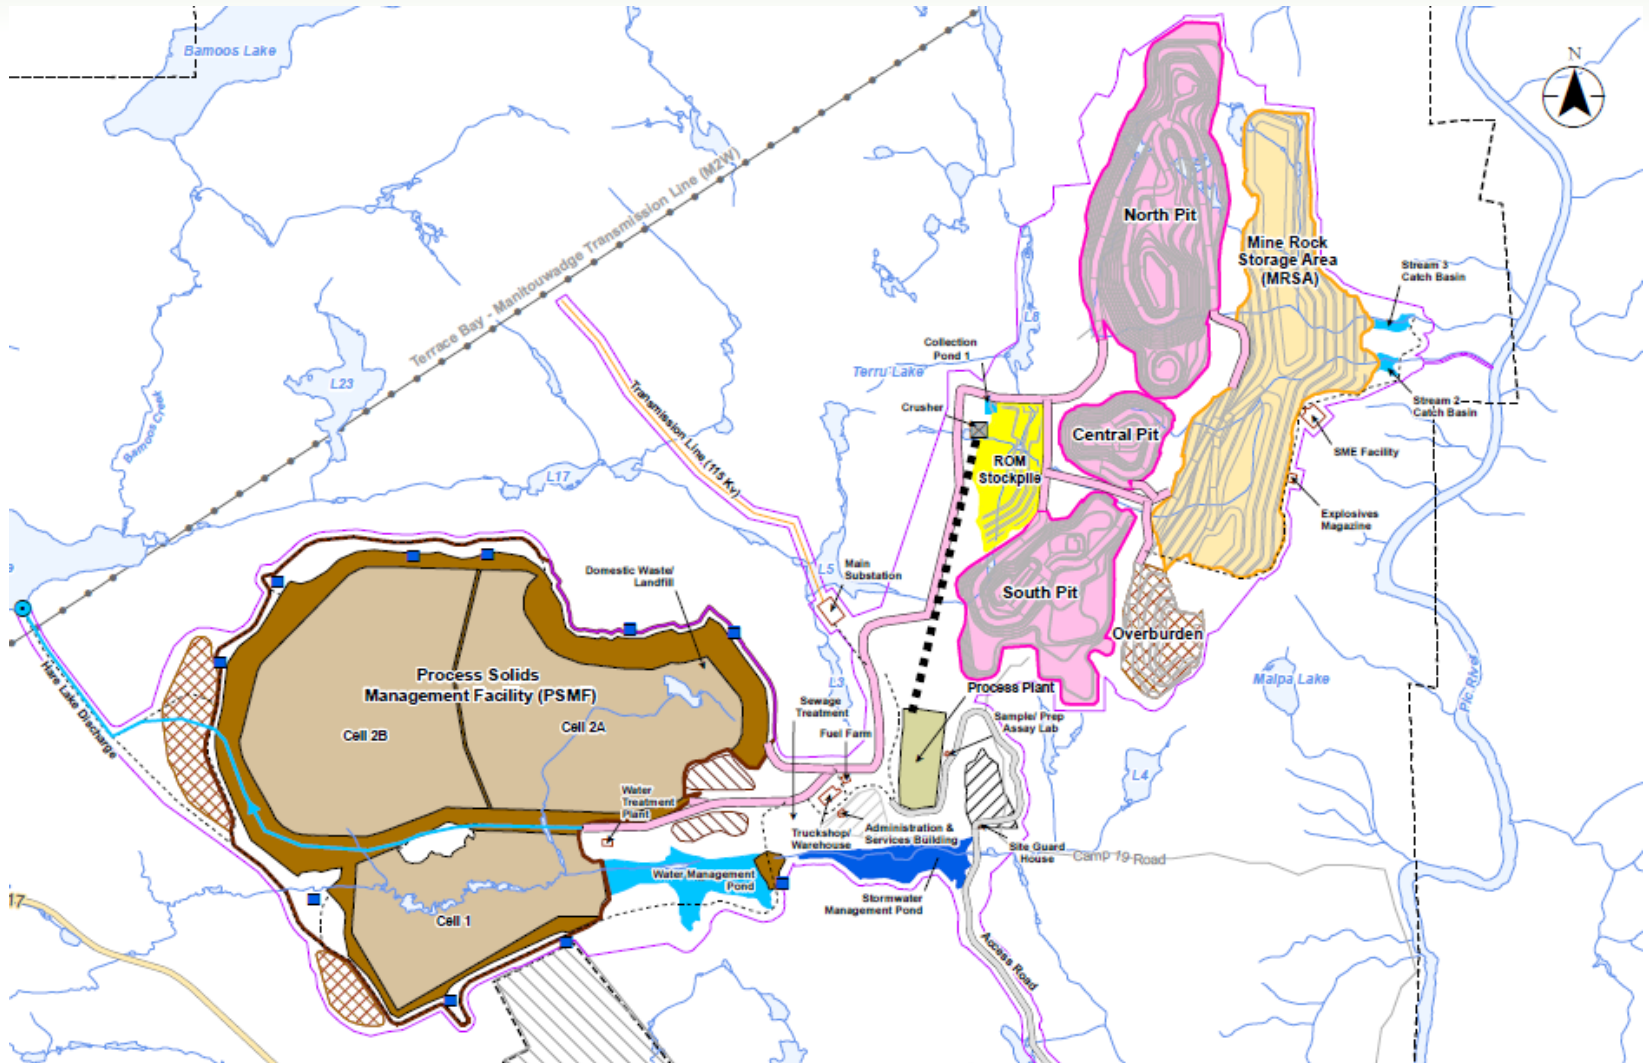 Bamoos Lake
N
Terrace Bay - Manitouwadge Transmission Line (M2W)
North Pit
Mine Rock
Storage Area
(MRSA)
Stream 3
Catch Basin
L8
Collection
Pond 1
Terru Lake
L23
Transmission Line (115 Kv)
Crusher
Stream 2
Catch Basin
Bamoos Creek
Central Pit
SME Facility
ROM
Stockpile
L17
Explosives
Magazine
Domestic Waste/
Landfill
L5
Main
Substation
South Pit
Overburden
Hare Lake Discharge
Process Solids
Management Facility (PSMF)
L3
Process Plant
Malpa Lake
Pic River
Sewage
Treatment
Sample/ Prep
Assay Lab
Cell 2B
Cell 2A
Fuel Farm
L4
Water
Treatment
Plant
Truckshop/
Warehouse
Administration &
Services Building
Site Guard
House
Camp 19 Road
Water Management
Pond
Stormwater
Management Pond
17
Cell 1
Access Road